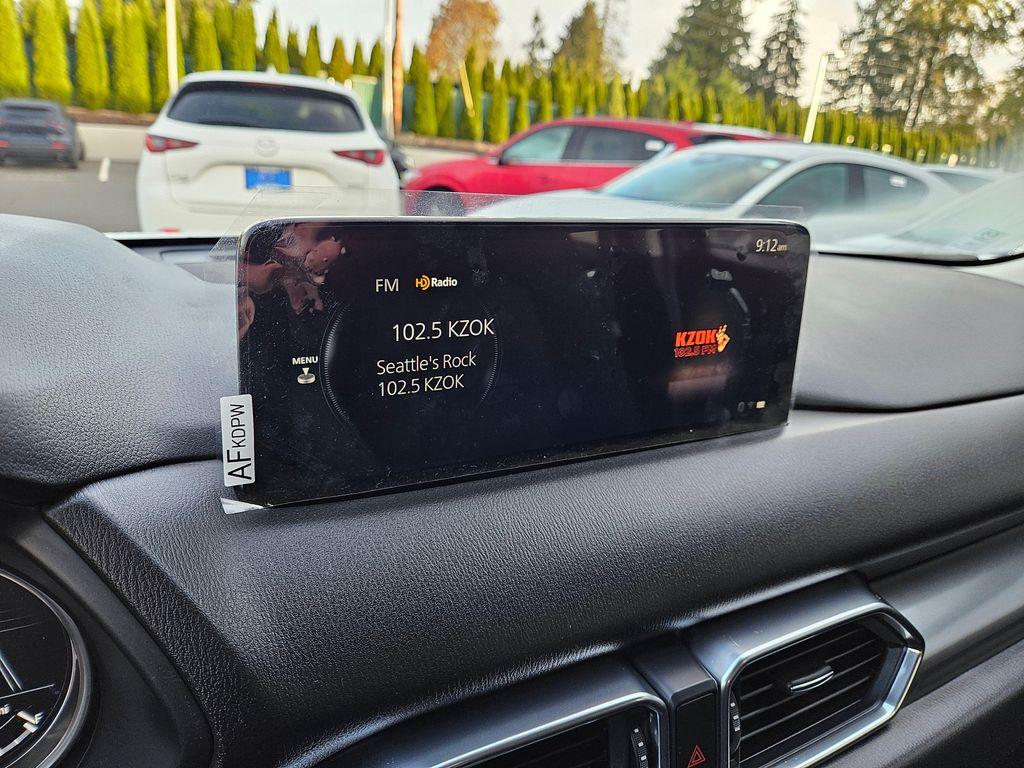 9:12am
FM HD Radio
102.5 KZOK
MENU
Seattle's Rock
102.5 KZOK
KZOK
102.5 FM
AFKDPW